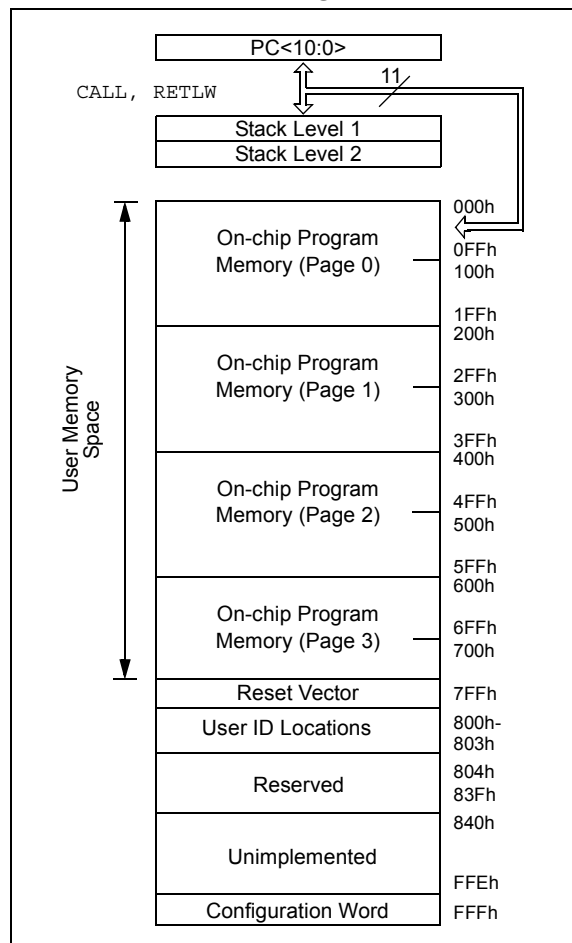 PC<10:0>
11
CALL, RETLW
Stack Level 1
Stack Level 2
000h
On-chip Program
Memory (Page 0)
0FFh
100h
1FFh
200h
On-chip Program
Memory (Page 1)
2FFh
300h
User Memory
Space
3FFh
400h
On-chip Program
Memory (Page 2)
4FFh
500h
5FFh
600h
On-chip Program
Memory (Page 3)
6FFh
700h
Reset Vector
7FFh
User ID Locations
800h-
803h
Reserved
804h
83Fh
840h
Unimplemented
FFEh
Configuration Word
FFFh